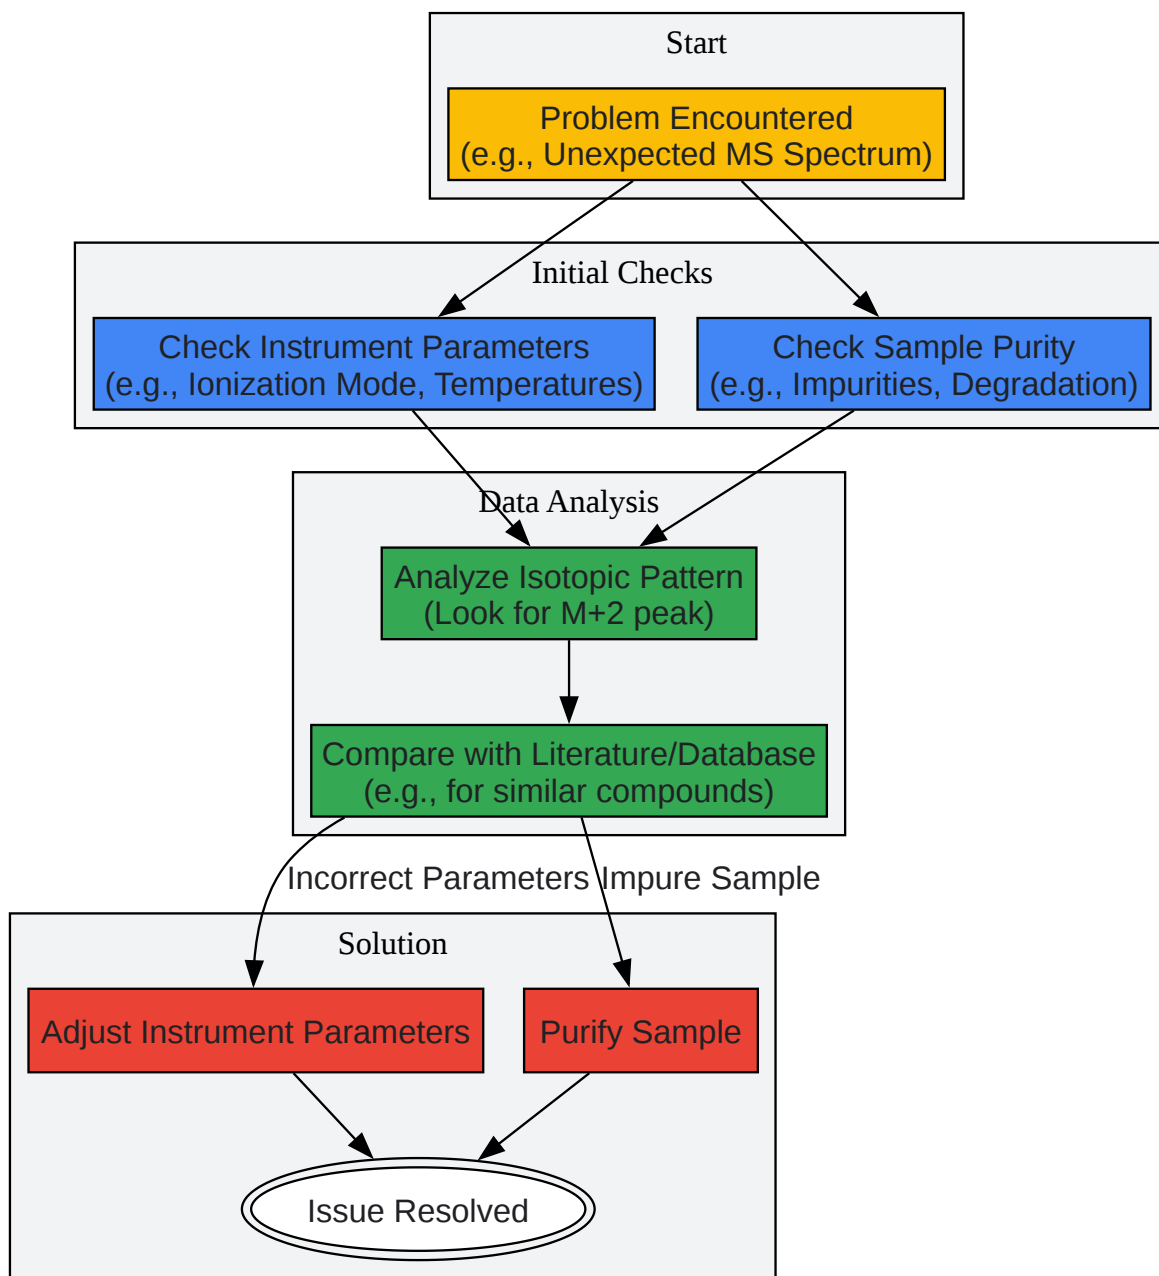 Start
Problem Encountered
(e.g., Unexpected MS Spectrum)
Initial Checks
Check Instrument Parameters
(e.g., Ionization Mode, Temperatures)
Check Sample Purity
(e.g., Impurities, Degradation)
Data Analysis
Analyze Isotopic Pattern
(Look for M+2 peak)
Compare with Literature/Database
(e.g., for similar compounds)
Incorrect Parameters
Impure Sample
Solution
Adjust Instrument Parameters
Purify Sample
Issue Resolved